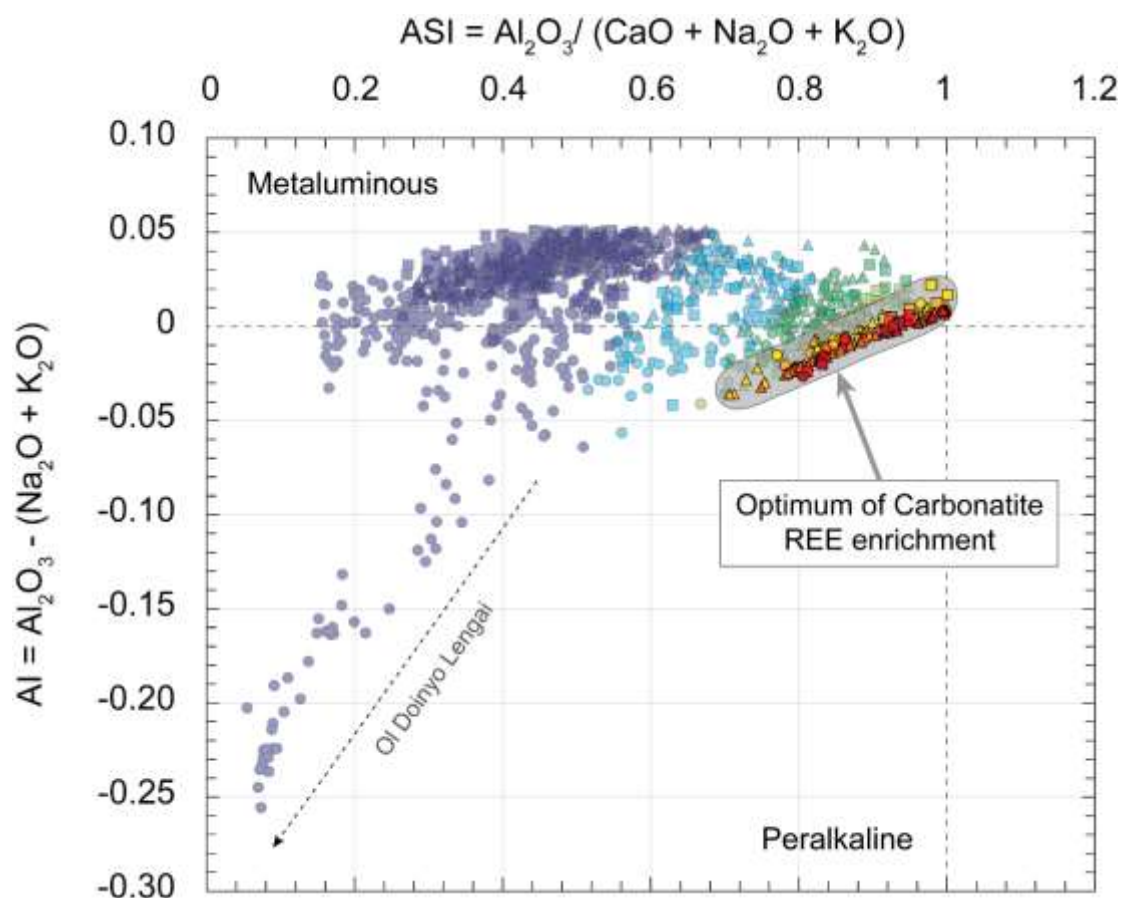 ASI = Al₂O₃/ (CaO + Na₂O + K₂O)
0 0.2 0.4 0.6 0.8 1 1.2
0.10
Metaluminous
0.05
0
-0.05
-0.10
-0.15
-0.20
-0.25
-0.30
AI = Al₂O₃ - (Na₂O + K₂O)
Optimum of Carbonatite
REE enrichment
Ol Doinyo Lengai
Peralkaline